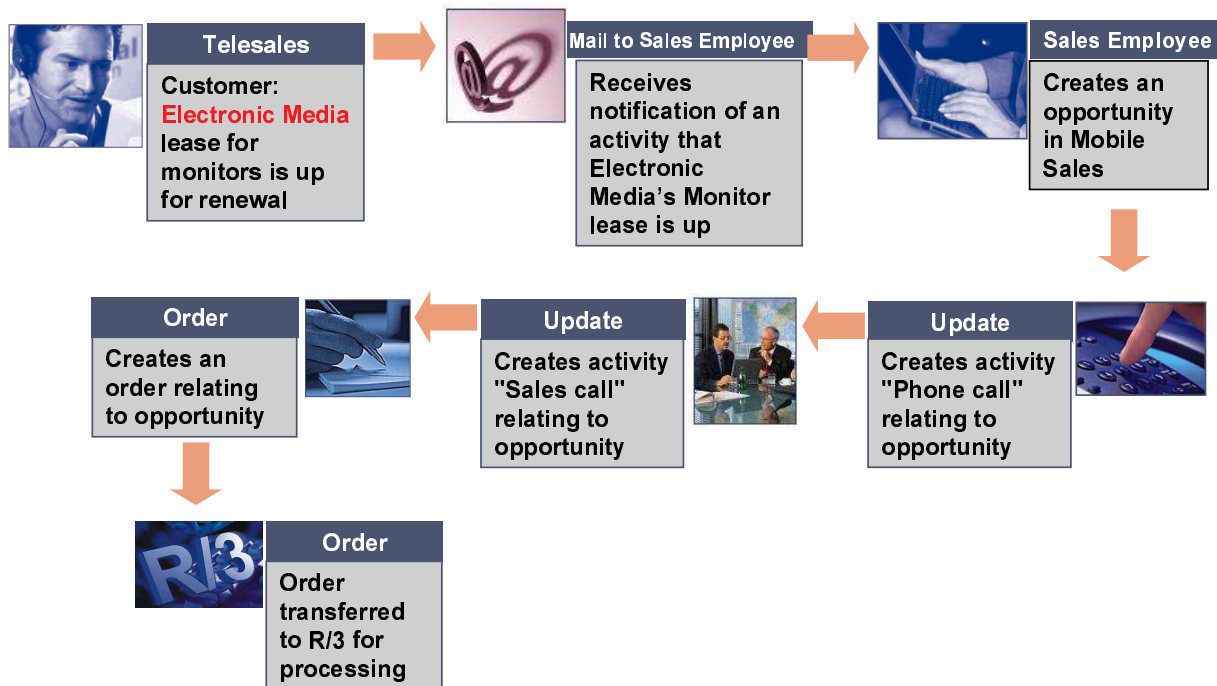 Telesales
Customer:
Electronic Media
lease for
monitors is up
for renewal
Mail to Sales Employee
Receives
notification of an
activity that
Electronic
Media’s Monitor
lease is up
Sales Employee
Creates an
opportunity
in Mobile
Sales
Update
Creates activity
"Phone call"
relating to
opportunity
Update
Creates activity
"Sales call"
relating to
opportunity
Order
Creates an
order relating
to opportunity
R/3
Order
Order
transferred
to R/3 for
processing